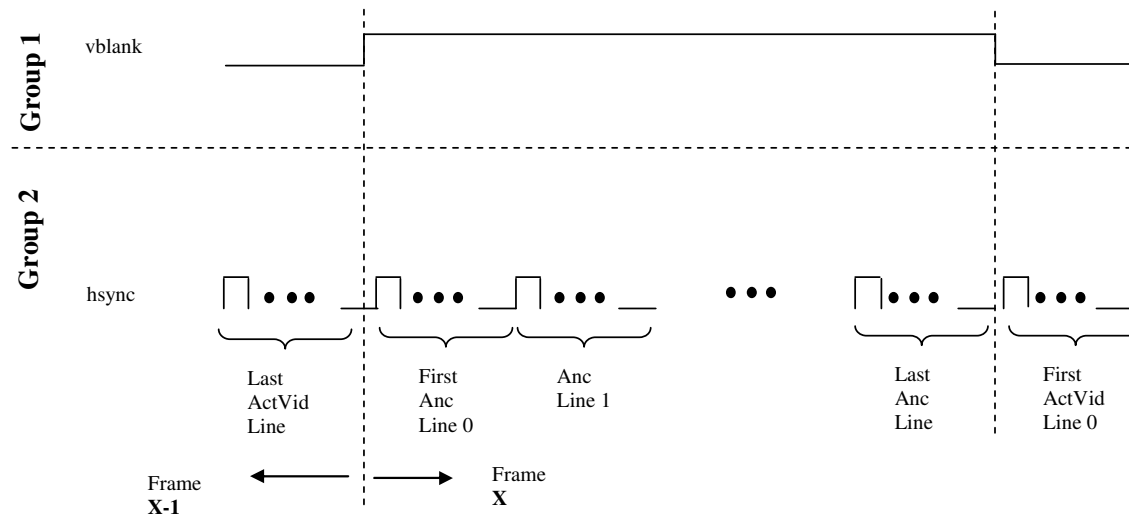 Group 1
vblank
Group 2
hsync
Last
ActVid
Line
First
Anc
Line 0
Anc
Line 1
Last
Anc
Line
First
ActVid
Line 0
Frame
X-1
Frame
X